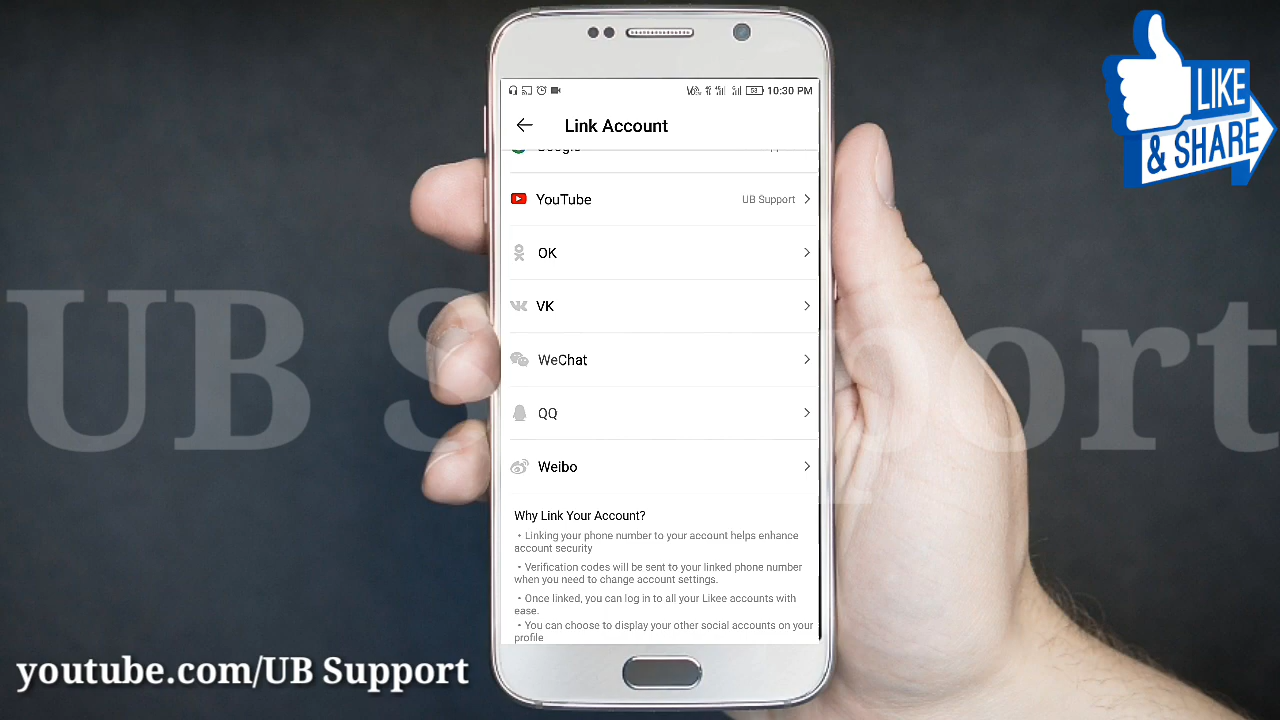 LIKE
& SHARE
10:30 PM
Link Account
Google
YouTube UB Support
OK
VK
WeChat
QQ
Weibo
Why Link Your Account?
• Linking your phone number to your account helps enhance
account security
• Verification codes will be sent to your linked phone number
when you need to change account settings.
• Once linked, you can log in to all your Likee accounts with
ease.
• You can choose to display your other social accounts on your
profile
UB Support
youtube.com/UB Support